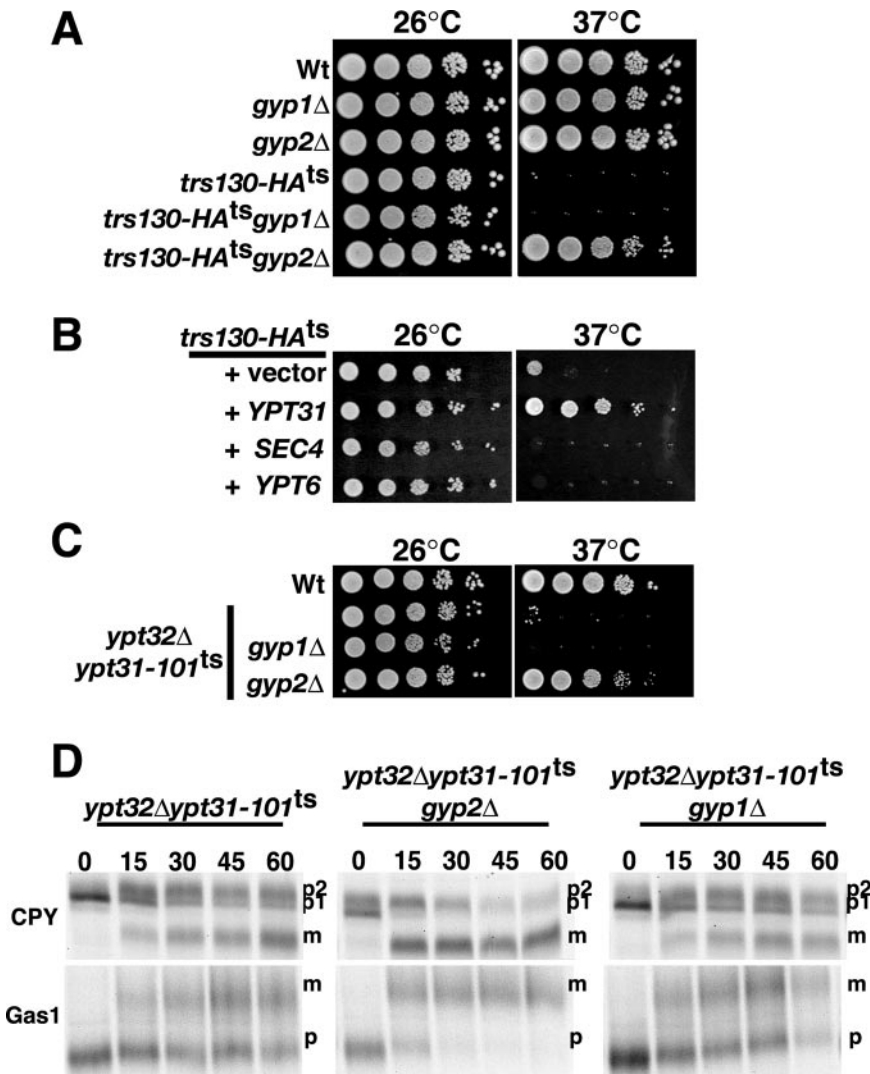 A
26°C 37°C
Wt
gyp1Δ
gyp2Δ
trs130-HAts
trs130-HAtsgyp1Δ
trs130-HAtsgyp2Δ
B
trs130-HAts
26°C 37°C
+ vector
+ YPT31
+ SEC4
+ YPT6
C
26°C 37°C
Wt
ypt32Δ
ypt31-101ts
gyp1Δ
gyp2Δ
D
ypt32Δypt31-101ts
ypt32Δypt31-101ts
gyp2Δ
ypt32Δypt31-101ts
gyp1Δ
0 15 30 45 60 0 15 30 45 60 0 15 30 45 60
CPY
p2 p2 p2
p1 p1 p1
m m m
Gas1
m m m
p p p